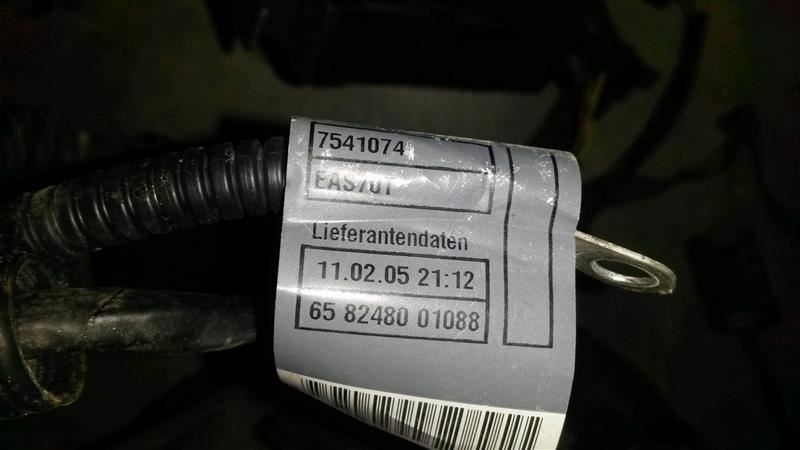 7541074
EAS701
Lieferantendaten
11.02.05 21:12
65 82480 01088